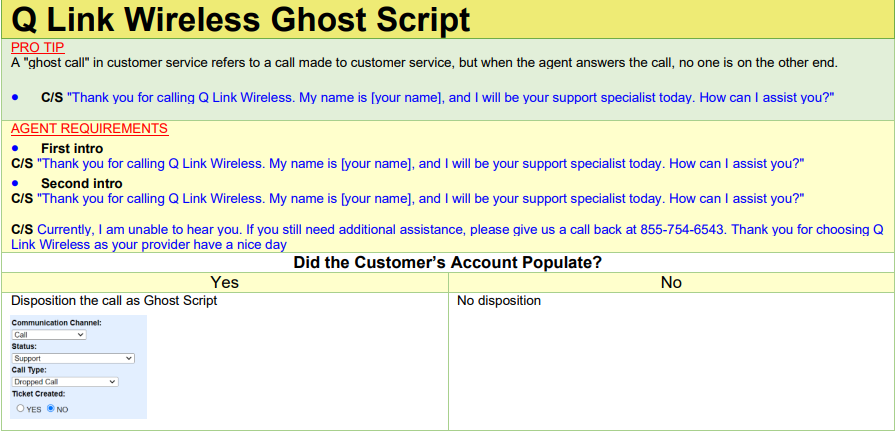 Q Link Wireless Ghost Script
PRO TIP
A "ghost call" in customer service refers to a call made to customer service, but when the agent answers the call, no one is on the other end.
• C/S "Thank you for calling Q Link Wireless. My name is [your name], and I will be your support specialist today. How can I assist you?"
AGENT REQUIREMENTS
• First intro
C/S "Thank you for calling Q Link Wireless. My name is [your name], and I will be your support specialist today. How can I assist you?"
• Second intro
C/S "Thank you for calling Q Link Wireless. My name is [your name], and I will be your support specialist today. How can I assist you?"
C/S Currently, I am unable to hear you. If you still need additional assistance, please give us a call back at 855-754-6543. Thank you for choosing Q
Link Wireless as your provider have a nice day
Did the Customer's Account Populate?
Yes
No
Disposition the call as Ghost Script
No disposition
Communication Channel:
Call
Status:
Support
Call Type:
Dropped Call
Ticket Created:
YES NO